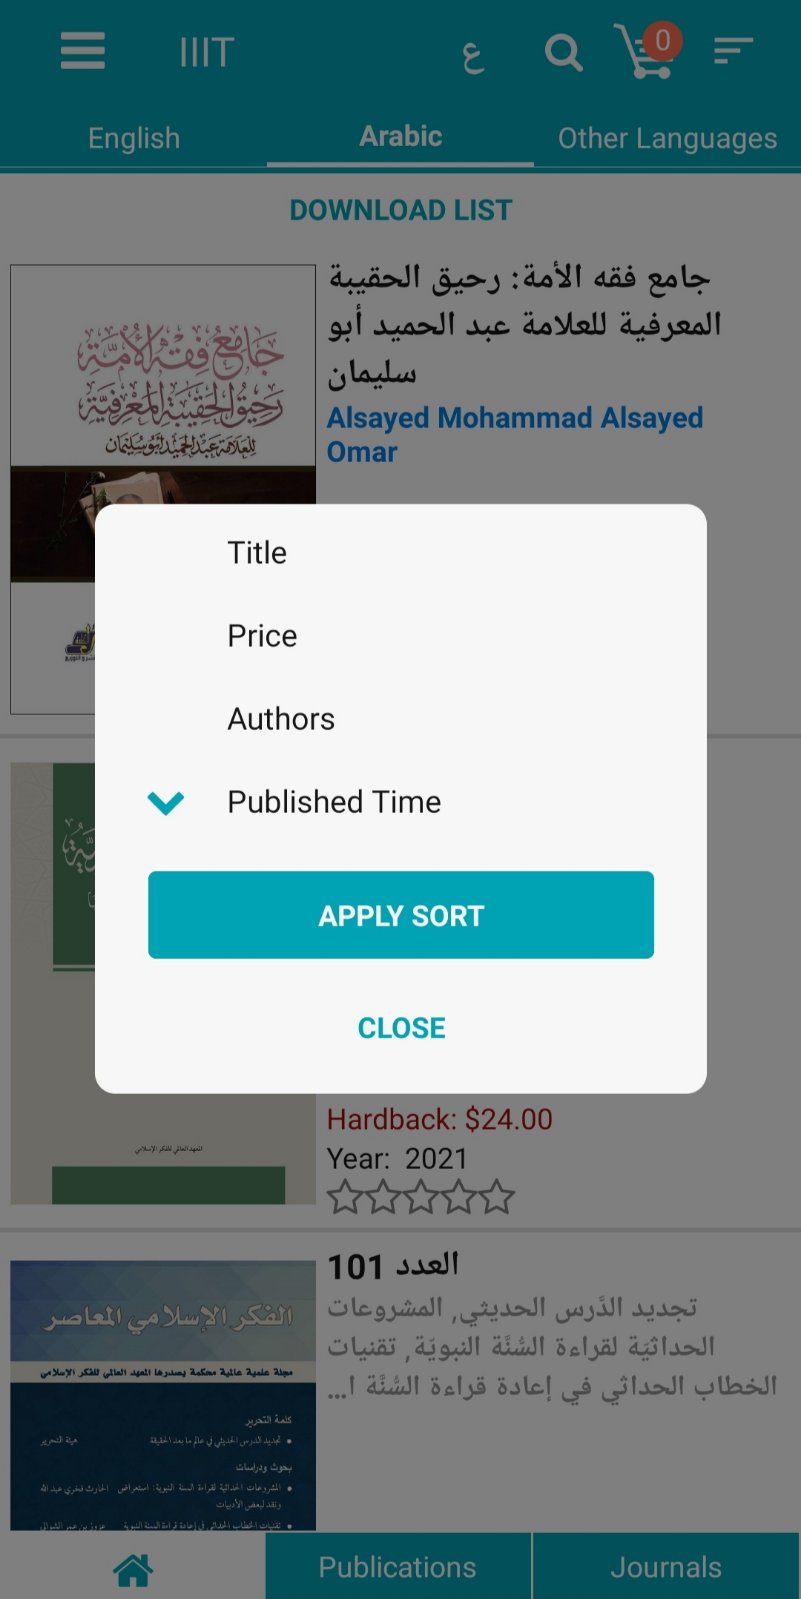 IIIT
ع
0
English
Arabic
Other Languages
DOWNLOAD LIST
جامع فقه الأمة: رحيق الحقيبة
المعرفية للعلامة عبد الحميد أبو
سليمان
Alsayed Mohammad Alsayed
Omar
جامع فقه الأمة
رحيق الحقيبة المعرفية
للعلامة عبد الحميد أبو سليمان
Title
Price
Authors
Published Time
APPLY SORT
CLOSE
Hardback: $24.00
Year: 2021
المعهد العالمي للفكر الإسلامي
العدد 101
تجديد الدَّرس الحديثي, المشروعات
الحداثيّة لقراءة السُّنَّة النبويّة, تقنيات
الخطاب الحداثي في إعادة قراءة السُّنَّة ا...
الفكر الإسلامي المعاصر
مجلة علمية عالمية محكمة يصدرها المعهد العالمي للفكر الإسلامي
كلمة التحرير
• تجديد الدرس الحديثي في عالم ما بعد الحقيقة هيئة التحرير
بحوث ودراسات
• المشروعات الحداثية لقراءة السنة النبوية: استعراض الحارث فخري عبد الله
ونقد لبعض الأدبيات
• تقنيات الخطاب الحداثي في إعادة قراءة السنة النبوية عزوز بن عمر الشوالي
Publications
Journals